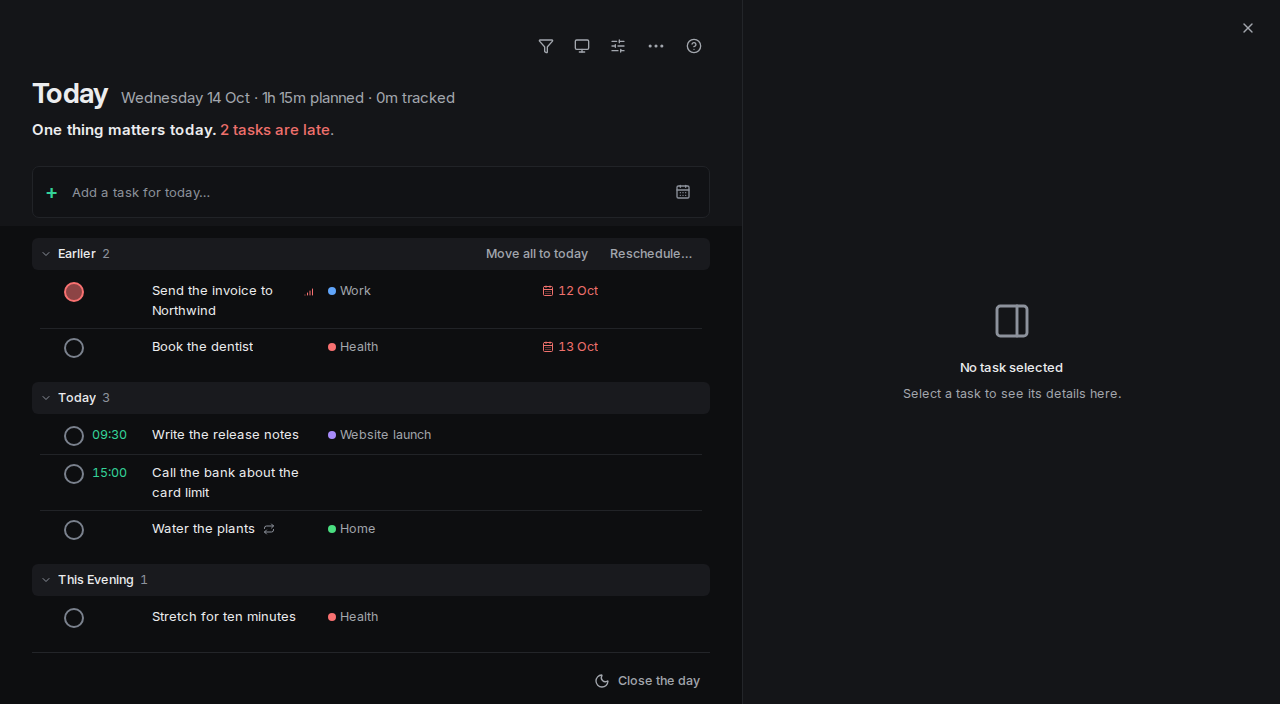 Today Wednesday 14 Oct · 1h 15m planned · 0m tracked
One thing matters today. 2 tasks are late.
+ Add a task for today...
Earlier 2 Move all to today Reschedule...
Send the invoice to Northwind Work 12 Oct
Book the dentist Health 13 Oct
Today 3
09:30 Write the release notes Website launch
15:00 Call the bank about the card limit
Water the plants Home
This Evening 1
Stretch for ten minutes Health
Close the day
No task selected
Select a task to see its details here.